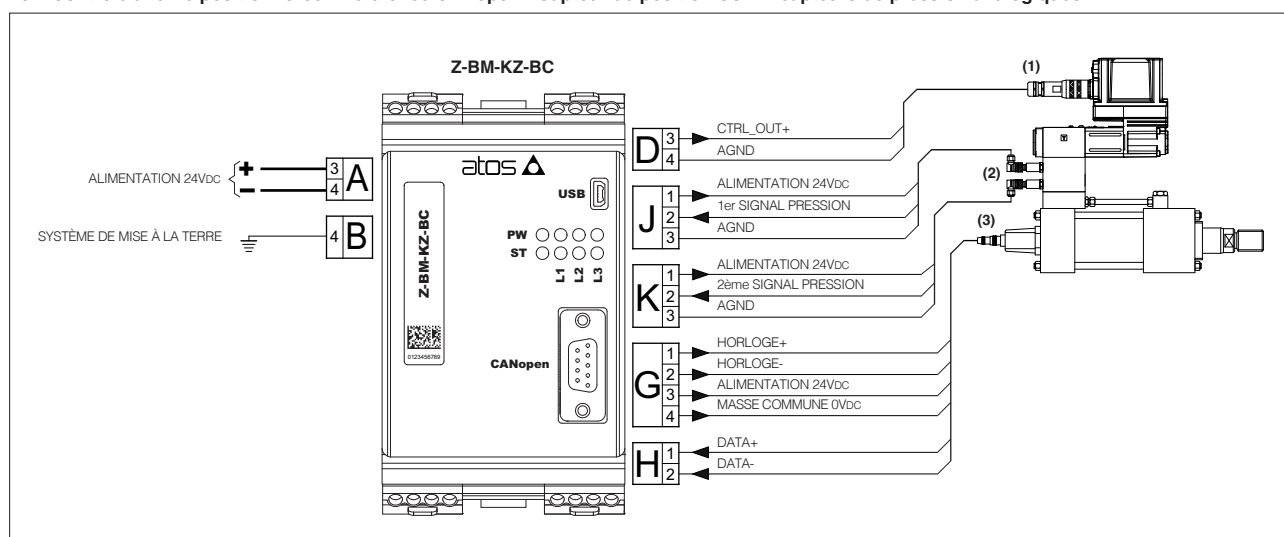 Z-BM-KZ-BC
(1)
D
3
CTRL_OUT+
4
AGND
atos
USB
ALIMENTATION 24VDC
+
-
3
4
A
J
1
ALIMENTATION 24VDC
2
1er SIGNAL PRESSION
3
AGND
(2)
SYSTÈME DE MISE À LA TERRE
4
B
PW
ST
L1
L2
L3
Z-BM-KZ-BC
0123456789
(3)
K
1
ALIMENTATION 24VDC
2
2ème SIGNAL PRESSION
3
AGND
CANopen
G
1
HORLOGE+
2
HORLOGE-
3
ALIMENTATION 24VDC
4
MASSE COMMUNE 0VDC
H
1
DATA+
2
DATA-